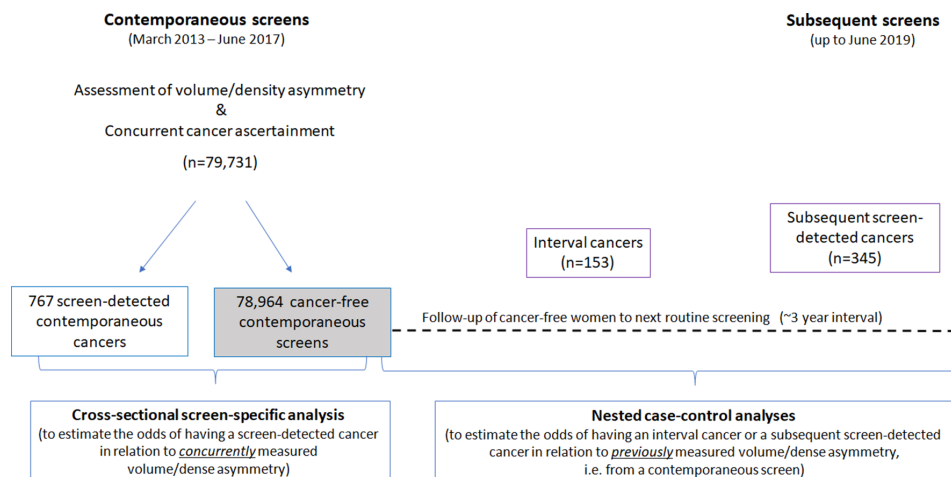 Contemporaneous screens
(March 2013 – June 2017)
Subsequent screens
(up to June 2019)
Assessment of volume/density asymmetry
&
Concurrent cancer ascertainment
(n=79,731)
Interval cancers
(n=153)
Subsequent screen-
detected cancers
(n=345)
767 screen-detected
contemporaneous
cancers
78,964 cancer-free
contemporaneous
screens
Follow-up of cancer-free women to next routine screening (~3 year interval)
Cross-sectional screen-specific analysis
(to estimate the odds of having a screen-detected cancer
in relation to concurrently measured
volume/dense asymmetry)
Nested case-control analyses
(to estimate the odds of having an interval cancer or a subsequent screen-detected
cancer in relation to previously measured volume/dense asymmetry,
i.e. from a contemporaneous screen)